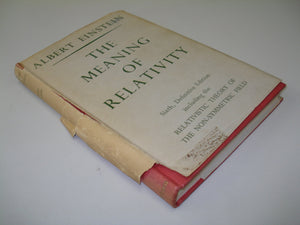 ALBERT EINSTEIN
THE
MEANING
OF
RELATIVITY
Sixth, Definitive Edition
including the
RELATIVISTIC THEORY OF
THE NON-SYMMETRIC FIELD